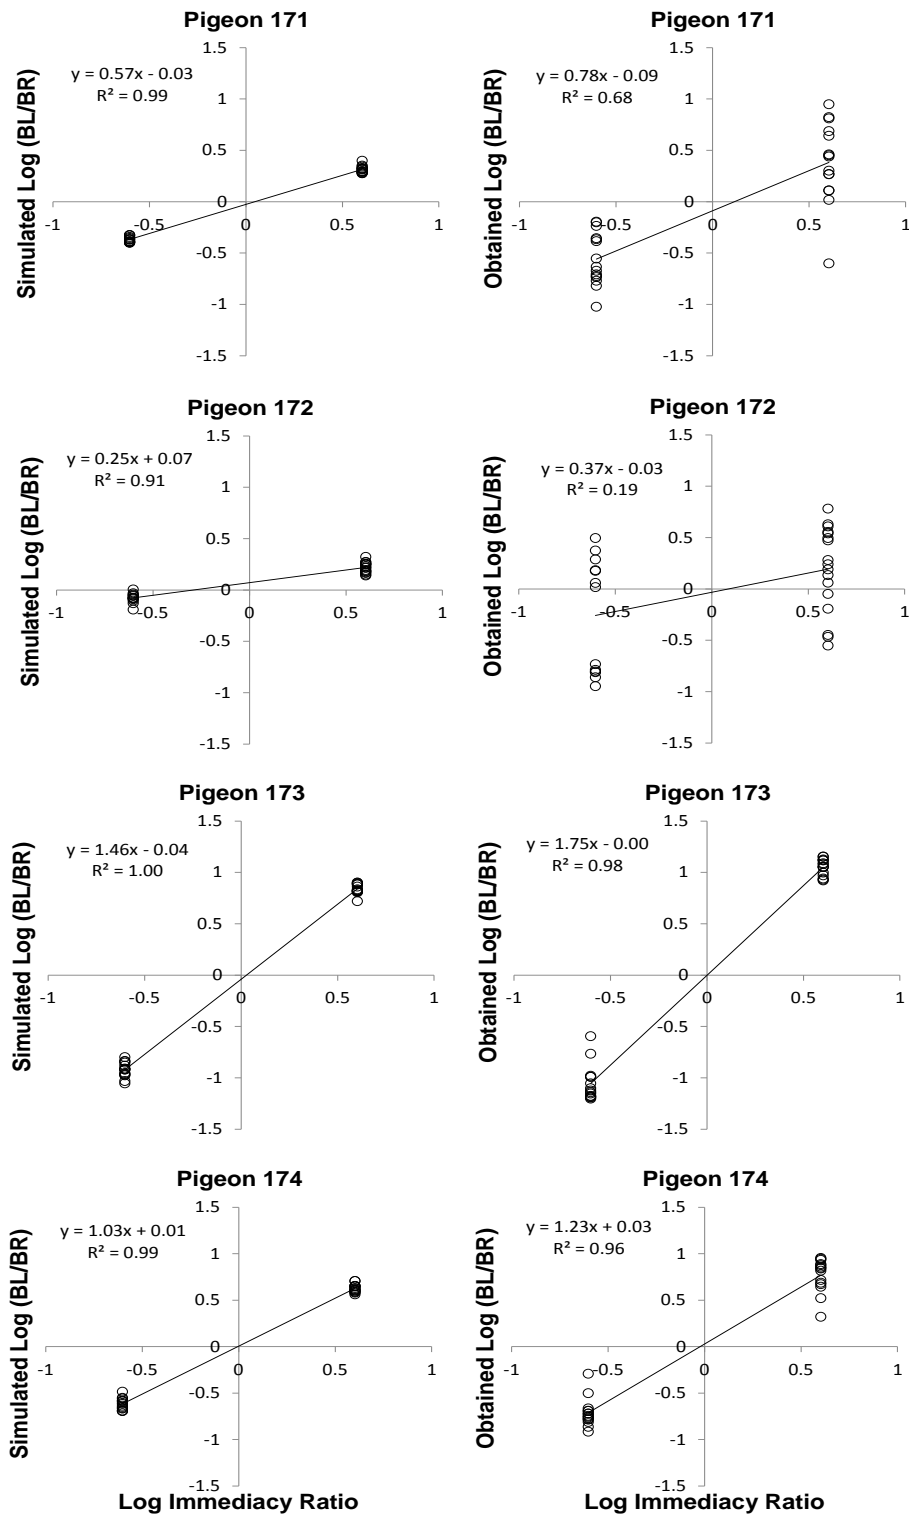 Pigeon 171
Simulated Log (BL/BR)
y = 0.57x - 0.03
R² = 0.99
1.5
1
0.5
0
-0.5
-1
-1.5
-1
-0.5
0
0.5
1
Pigeon 171
Obtained Log (BL/BR)
y = 0.78x - 0.09
R² = 0.68
1.5
1
0.5
0
-0.5
-1
-1.5
-1
-0.5
0
0.5
1
Pigeon 172
Simulated Log (BL/BR)
y = 0.25x + 0.07
R² = 0.91
1.5
1
0.5
0
-0.5
-1
-1.5
-1
-0.5
0
0.5
1
Pigeon 172
Obtained Log (BL/BR)
y = 0.37x - 0.03
R² = 0.19
1.5
1
0.5
0
-0.5
-1
-1.5
-1
-0.5
0
0.5
1
Pigeon 173
Simulated Log (BL/BR)
y = 1.46x - 0.04
R² = 1.00
1.5
1
0.5
0
-0.5
-1
-1.5
-1
-0.5
0
0.5
1
Pigeon 173
Obtained Log (BL/BR)
y = 1.75x - 0.00
R² = 0.98
1.5
1
0.5
0
-0.5
-1
-1.5
-1
-0.5
0
0.5
1
Pigeon 174
Simulated Log (BL/BR)
y = 1.03x + 0.01
R² = 0.99
1.5
1
0.5
0
-0.5
-1
-1.5
-1
-0.5
0
0.5
1
Log Immediacy Ratio
Pigeon 174
Obtained Log (BL/BR)
y = 1.23x + 0.03
R² = 0.96
1.5
1
0.5
0
-0.5
-1
-1.5
-1
-0.5
0
0.5
1
Log Immediacy Ratio